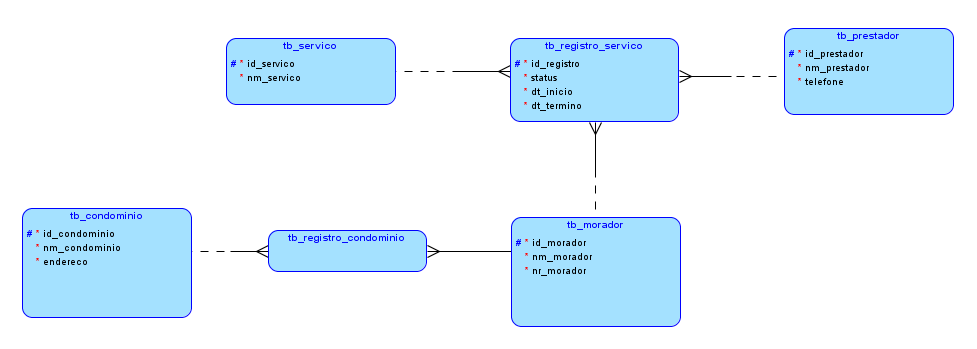 tb_servico
# * id_servico
* nm_servico
tb_registro_servico
# * id_registro
* status
* dt_inicio
* dt_termino
tb_prestador
# * id_prestador
* nm_prestador
* telefone
tb_condominio
# * id_condominio
* nm_condominio
* endereco
tb_registro_condominio
tb_morador
# * id_morador
* nm_morador
* nr_morador